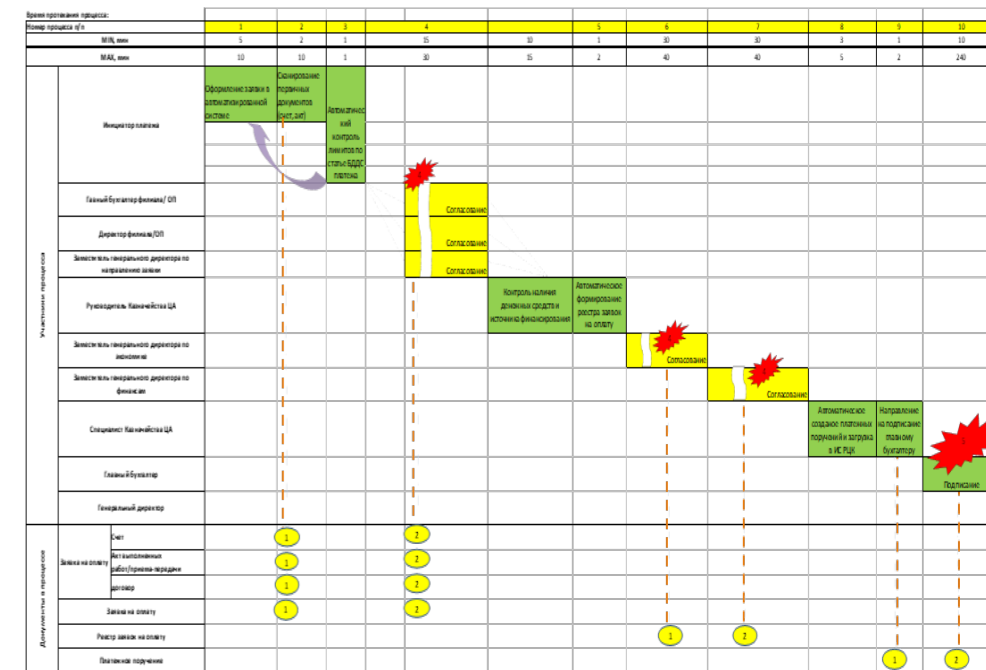 Время протекания процесса:
Номер процесса п/п 1 2 3 4 5 6 7 8 9 10
MIN, мин 5 2 1 15 10 1 30 30 3 1 10
MAX, мин 10 10 1 30 15 2 40 40 5 2 240
Участники процесса
Инициатор платежа
Оформление заявки в
автоматизированной
системе
Сканирование
первичных
документов
(счет, акт)
Автоматичес
кий
контроль
лимитов по
статье БДДС
платежа
Главный бухгалтер филиала/ ОП
Согласование
Директор филиала/ОП
Согласование
Заместитель генерального директора по
направлению заявки
Согласование
Руководитель Казначейства ЦА
Контроль наличия
денежных средств и
источника финансирования
Автоматическое
формирование
реестра заявок
на оплату
Заместитель генерального директора по
экономике
Согласование
Заместитель генерального директора по
финансам
Согласование
Специалист Казначейства ЦА
Автоматическое
создание платежных
поручений и загрузка
в ИС РЦК
Направление
на подписание
главному
бухгалтеру
Главный бухгалтер
Подписание
Генеральный директор
Документы в процессе
Заявка на оплату
Счет 1 2
Акт выполненных
работ/приема-передачи 1 2
договор 1 2
Заявка на оплату 1 2
Реестр заявок на оплату 1 2
Платежное поручение 1 2